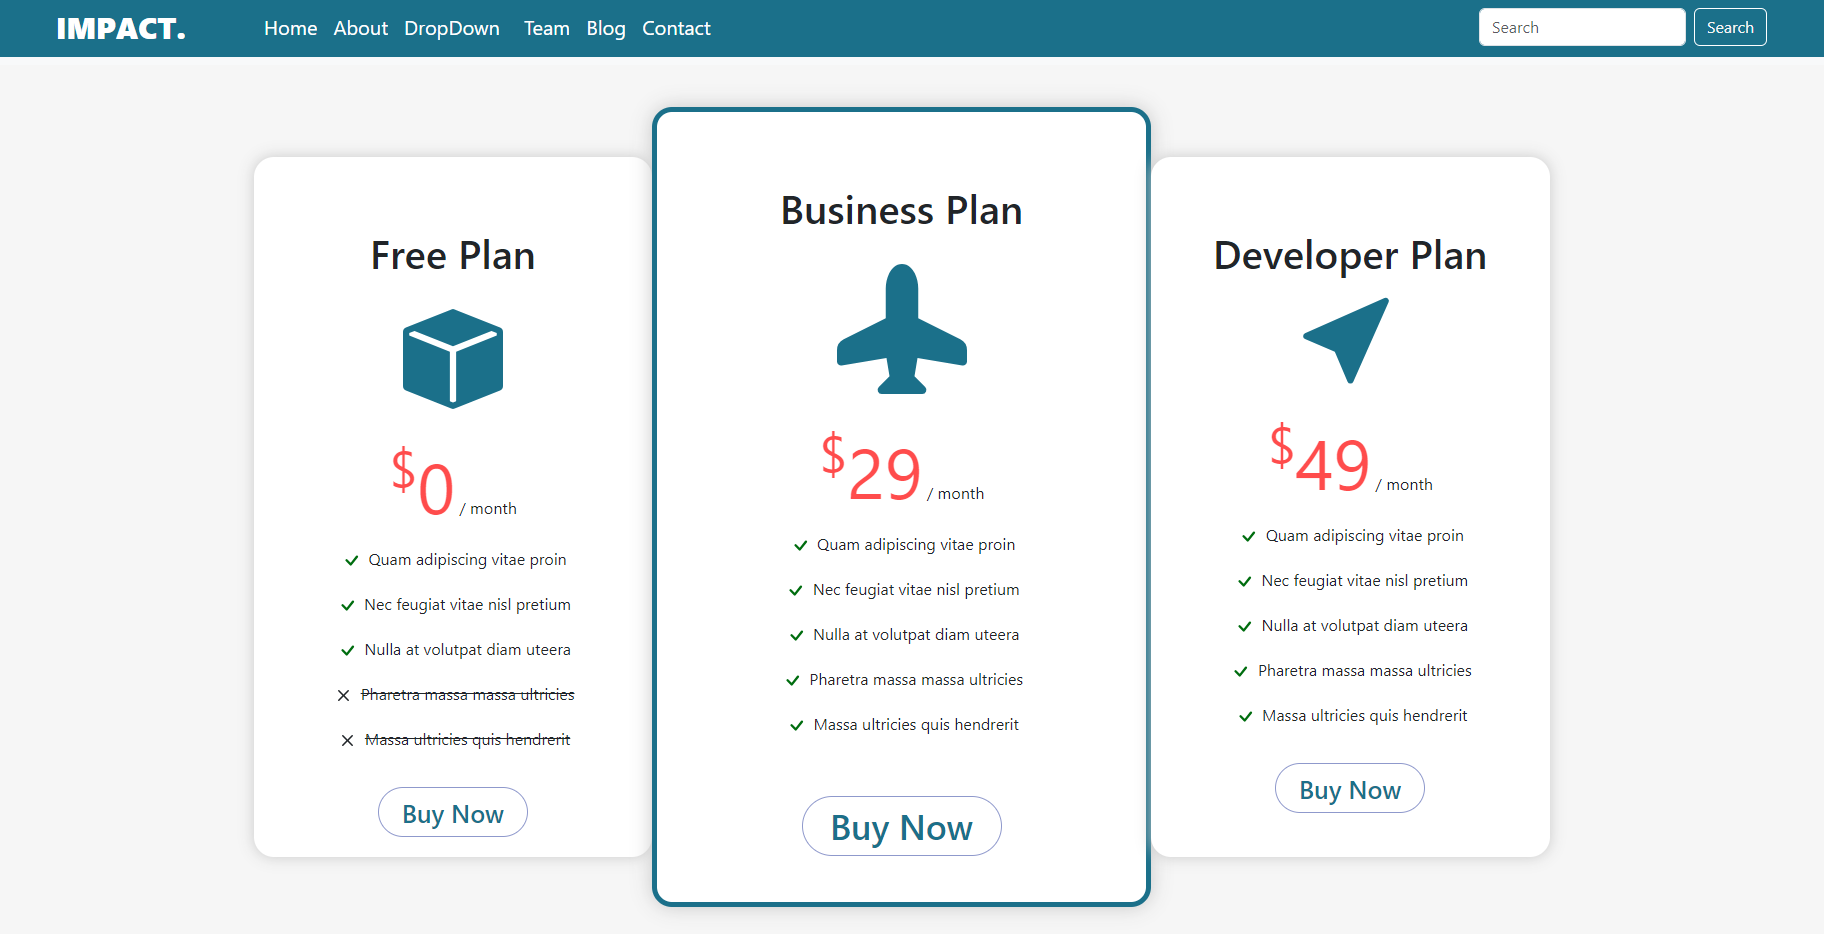 IMPACT.
Home About DropDown Team Blog Contact
Search
Search
Free Plan
$0 / month
Quam adipiscing vitae proin
Nec feugiat vitae nisl pretium
Nulla at volutpat diam uteera
Pharetra massa massa ultricies
Massa ultricies quis hendrerit
Buy Now
Business Plan
$29 / month
Quam adipiscing vitae proin
Nec feugiat vitae nisl pretium
Nulla at volutpat diam uteera
Pharetra massa massa ultricies
Massa ultricies quis hendrerit
Buy Now
Developer Plan
$49 / month
Quam adipiscing vitae proin
Nec feugiat vitae nisl pretium
Nulla at volutpat diam uteera
Pharetra massa massa ultricies
Massa ultricies quis hendrerit
Buy Now